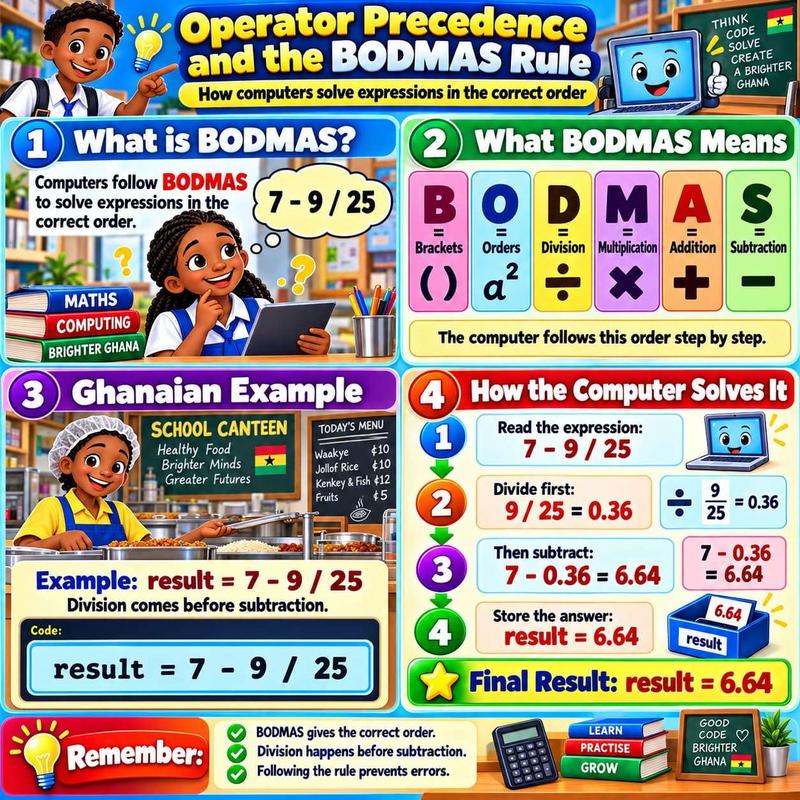 Operator Precedence
and the BODMAS Rule
How computers solve expressions in the correct order
THINK
CODE
SOLVE
CREATE
A BRIGHTER
GHANA
1 What is BODMAS?
Computers follow BODMAS
to solve expressions in the
correct order.
7 - 9 / 25
?
?
MATHS
COMPUTING
BRIGHTER GHANA
2 What BODMAS Means
B O D M A S
= = = = = =
Brackets Orders Division Multiplication Addition Subtraction
( ) a² ÷ × + −
The computer follows this order step by step.
3 Ghanaian Example
SCHOOL CANTEEN
Healthy Food
Brighter Minds
Greater Futures
TODAY'S MENU
Waakye ¢10
Jollof Rice ¢10
Kenkey & Fish ¢12
Fruits ¢5
Example: result = 7 - 9 / 25
Division comes before subtraction.
Code:
result = 7 - 9 / 25
4 How the Computer Solves It
1 Read the expression:
7 - 9 / 25
2 Divide first:
9 / 25 = 0.36
÷ 9/25 = 0.36
3 Then subtract:
7 - 0.36 = 6.64
7 - 0.36
= 6.64
4 Store the answer:
result = 6.64
6.64
result
Final Result: result = 6.64
Remember:
BODMAS gives the correct order.
Division happens before subtraction.
Following the rule prevents errors.
LEARN
PRACTISE
GROW
GOOD
CODE
BRIGHTER
GHANA